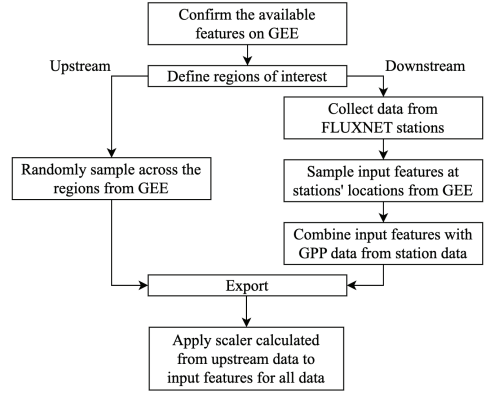 Confirm the available
features on GEE
Upstream
Downstream
Define regions of interest
Collect data from
FLUXNET stations
Randomly sample across the
regions from GEE
Sample input features at
stations' locations from GEE
Combine input features with
GPP data from station data
Export
Apply scaler calculated
from upstream data to
input features for all data